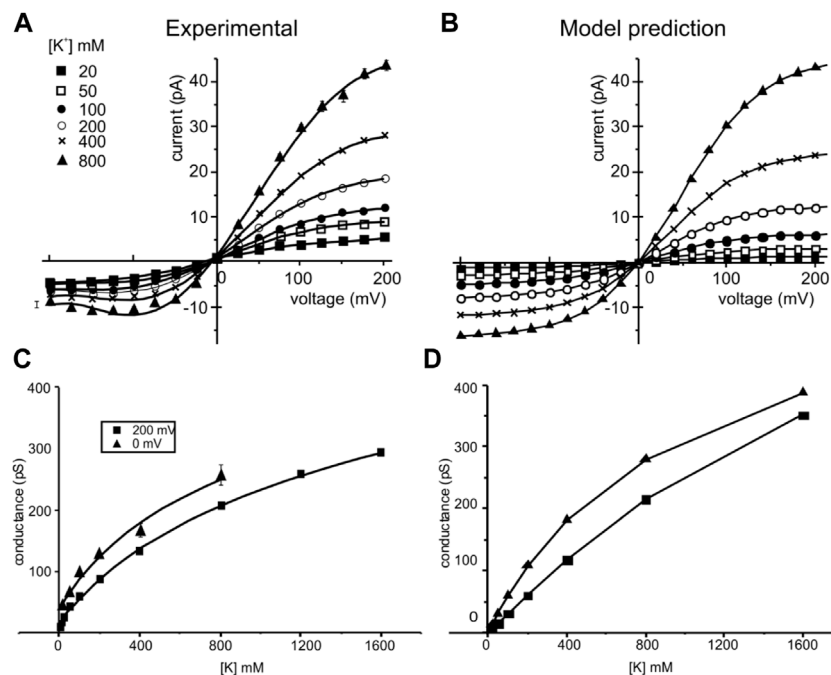 A Experimental
[K⁺] mM
20
50
100
200
400
800
current (pA)
40
30
20
10
0
100
200
voltage (mV)
-10
B Model prediction
current (pA)
40
30
20
10
0
100
200
voltage (mV)
-10
C
400
300
200
100
conductance (pS)
200 mV
0 mV
0
400
800
1200
1600
[K] mM
D
400
300
200
100
0
conductance (pS)
0
400
800
1200
1600
[K] mM